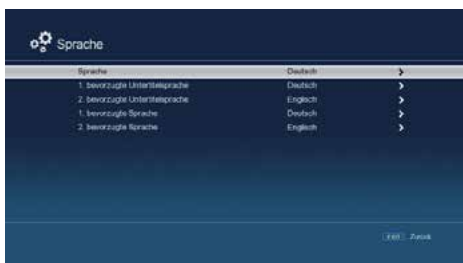 Sprache
Sprache Deutsch
1. bevorzugte Untertitelsprache Deutsch
2. bevorzugte Untertitelsprache Englisch
1. bevorzugte Sprache Deutsch
2. bevorzugte Sprache Englisch
EXIT Zurück